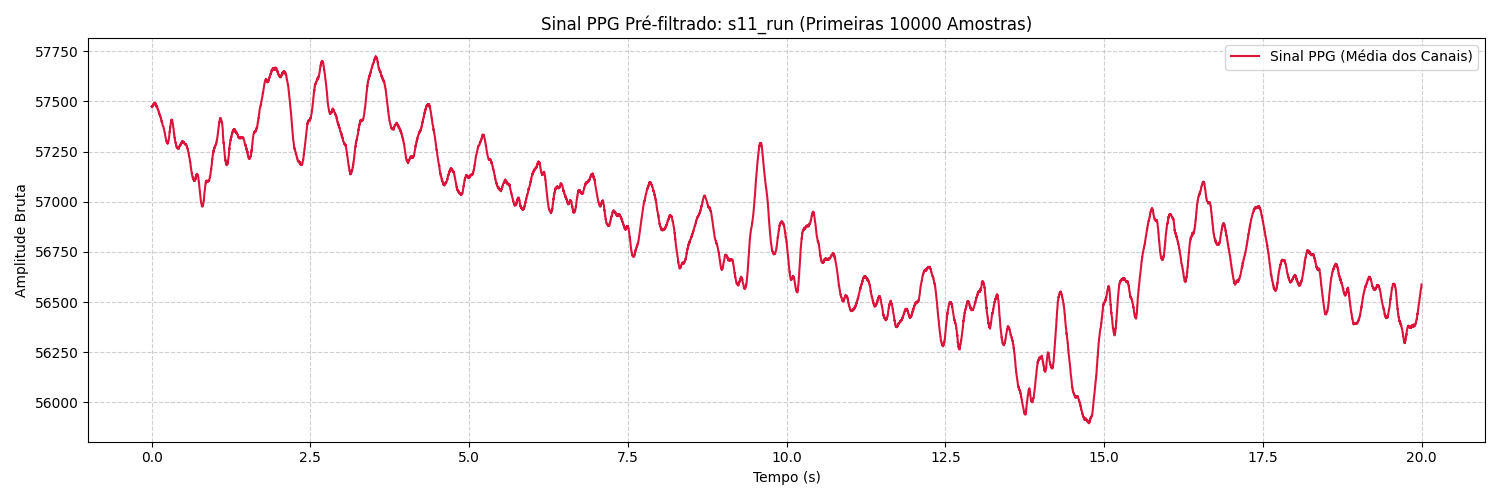 Sinal PPG Pré-filtrado: s11_run (Primeiras 10000 Amostras)
Sinal PPG (Média dos Canais)
Amplitude Bruta
57750
57500
57250
57000
56750
56500
56250
56000
0.0 2.5 5.0 7.5 10.0 12.5 15.0 17.5 20.0
Tempo (s)